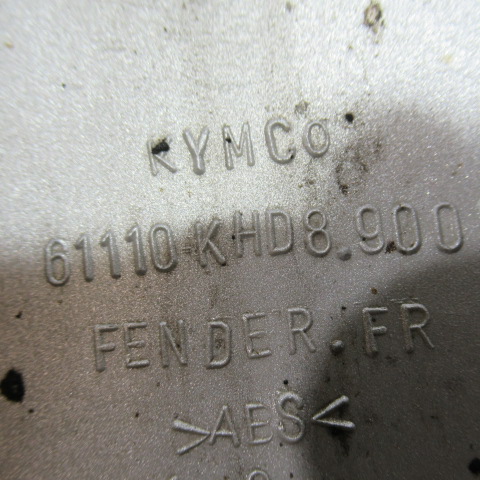 KYMCO
61110 KHD8.900
FENDER.FR
>AES<